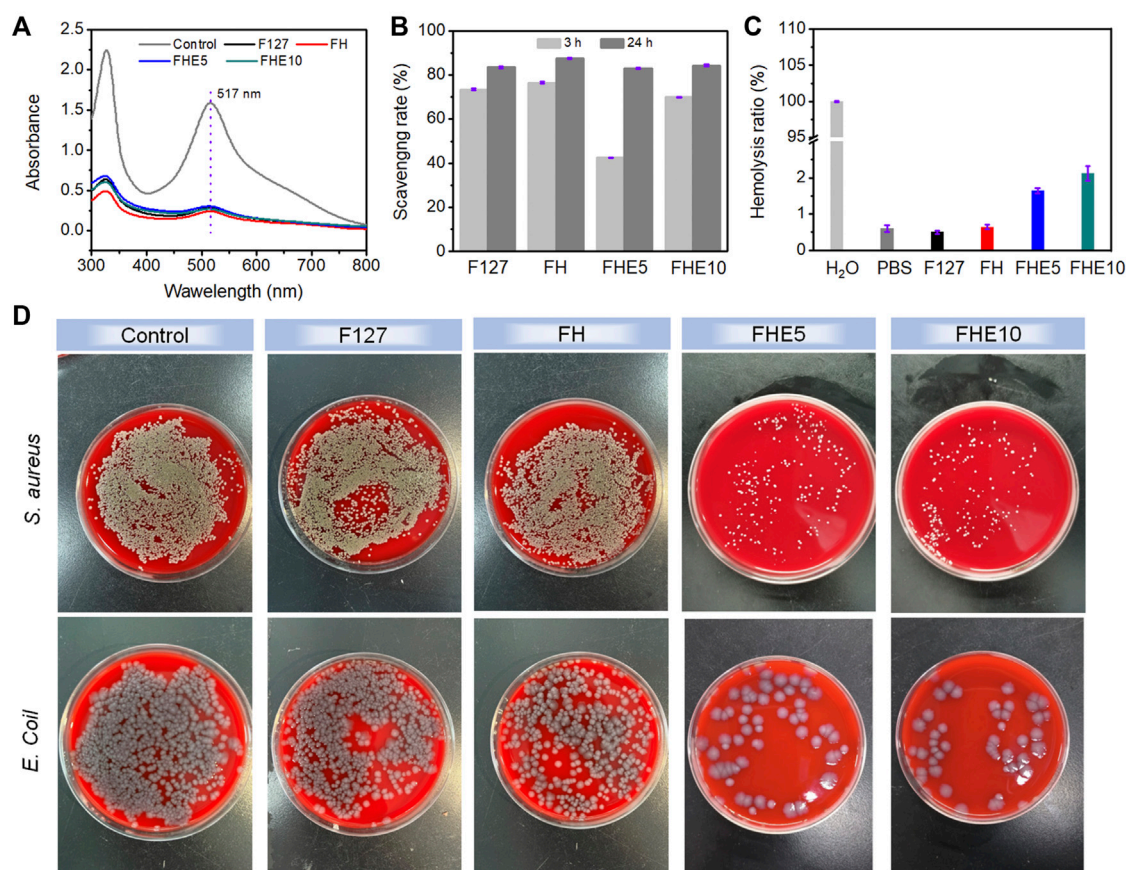 A
Absorbance
2.5
2.0
1.5
1.0
0.5
0.0
Control F127 FH
FHE5 FHE10
517 nm
300 400 500 600 700 800
Wawelength (nm)
B
Scavengng rate (%)
100
80
60
40
20
0
3 h 24 h
F127 FH FHE5 FHE10
C
Hemolysis ratio (%)
110
105
100
95
2
1
0
H₂O PBS F127 FH FHE5 FHE10
D
Control F127 FH FHE5 FHE10
S. aureus
E. Coil